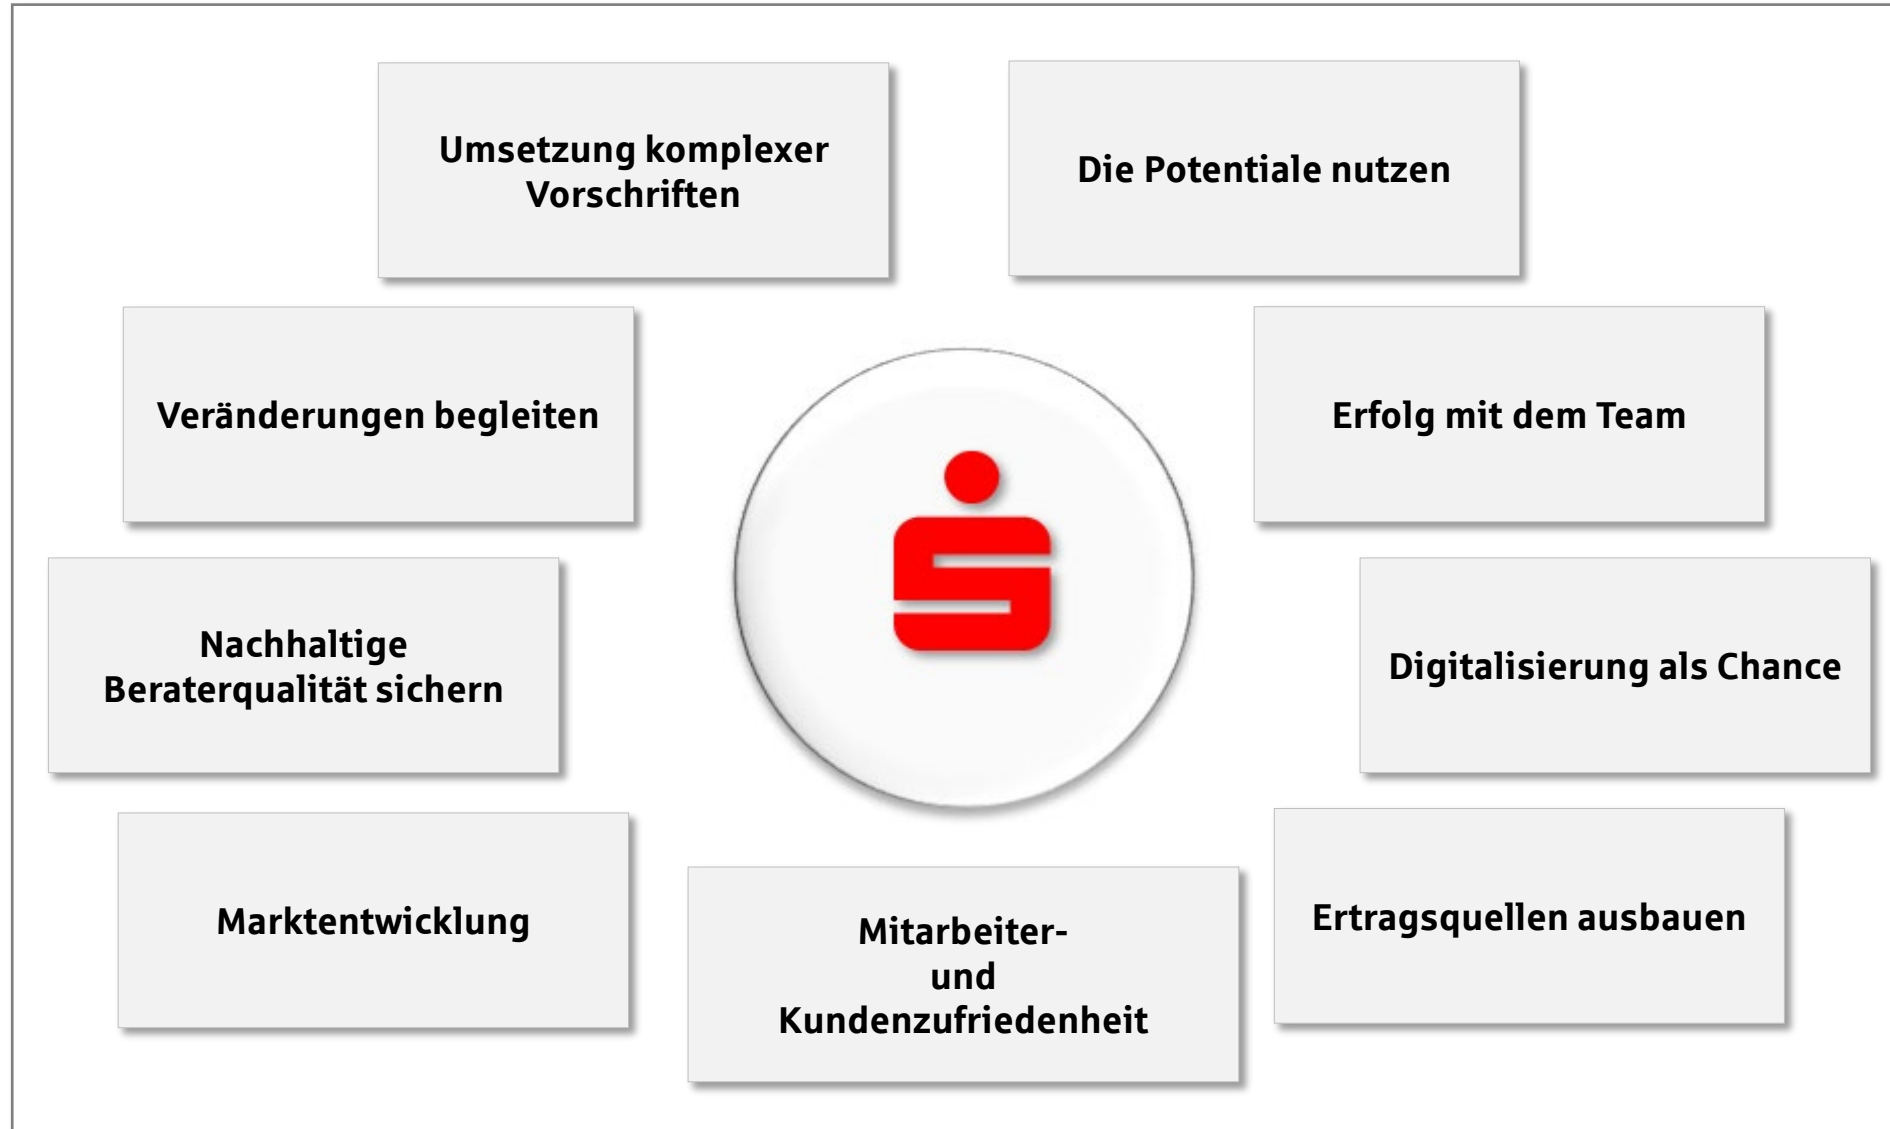 Umsetzung komplexer
Vorschriften
Die Potentiale nutzen
Veränderungen begleiten
Erfolg mit dem Team
Nachhaltige
Beraterqualität sichern
Digitalisierung als Chance
Marktentwicklung
Mitarbeiter-
und
Kundenzufriedenheit
Ertragsquellen ausbauen